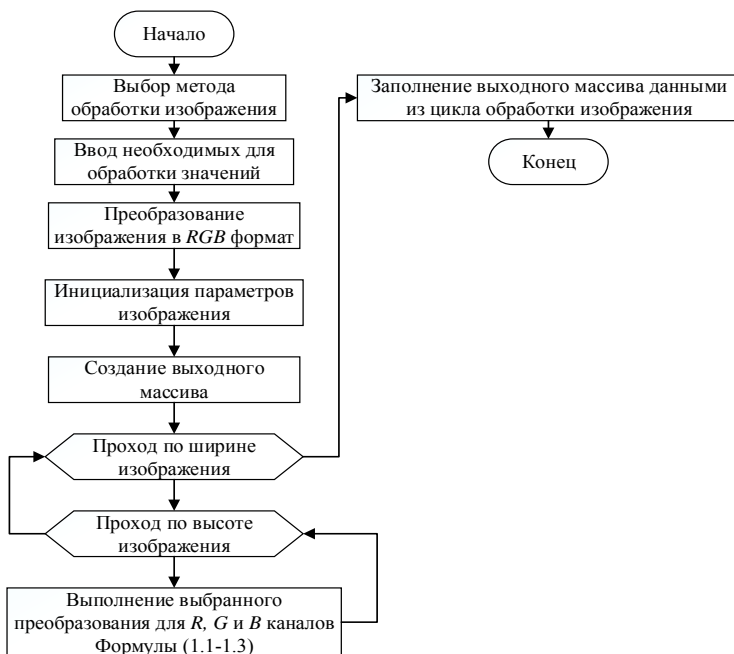 Начало
Выбор метода
обработки изображения
Ввод необходимых для
обработки значений
Преобразование
изображения в RGB формат
Инициализация параметров
изображения
Создание выходного
массива
Проход по ширине
изображения
Проход по высоте
изображения
Выполнение выбранного
преобразования для R, G и B каналов
Формулы (1.1-1.3)
Заполнение выходного массива данными
из цикла обработки изображения
Конец